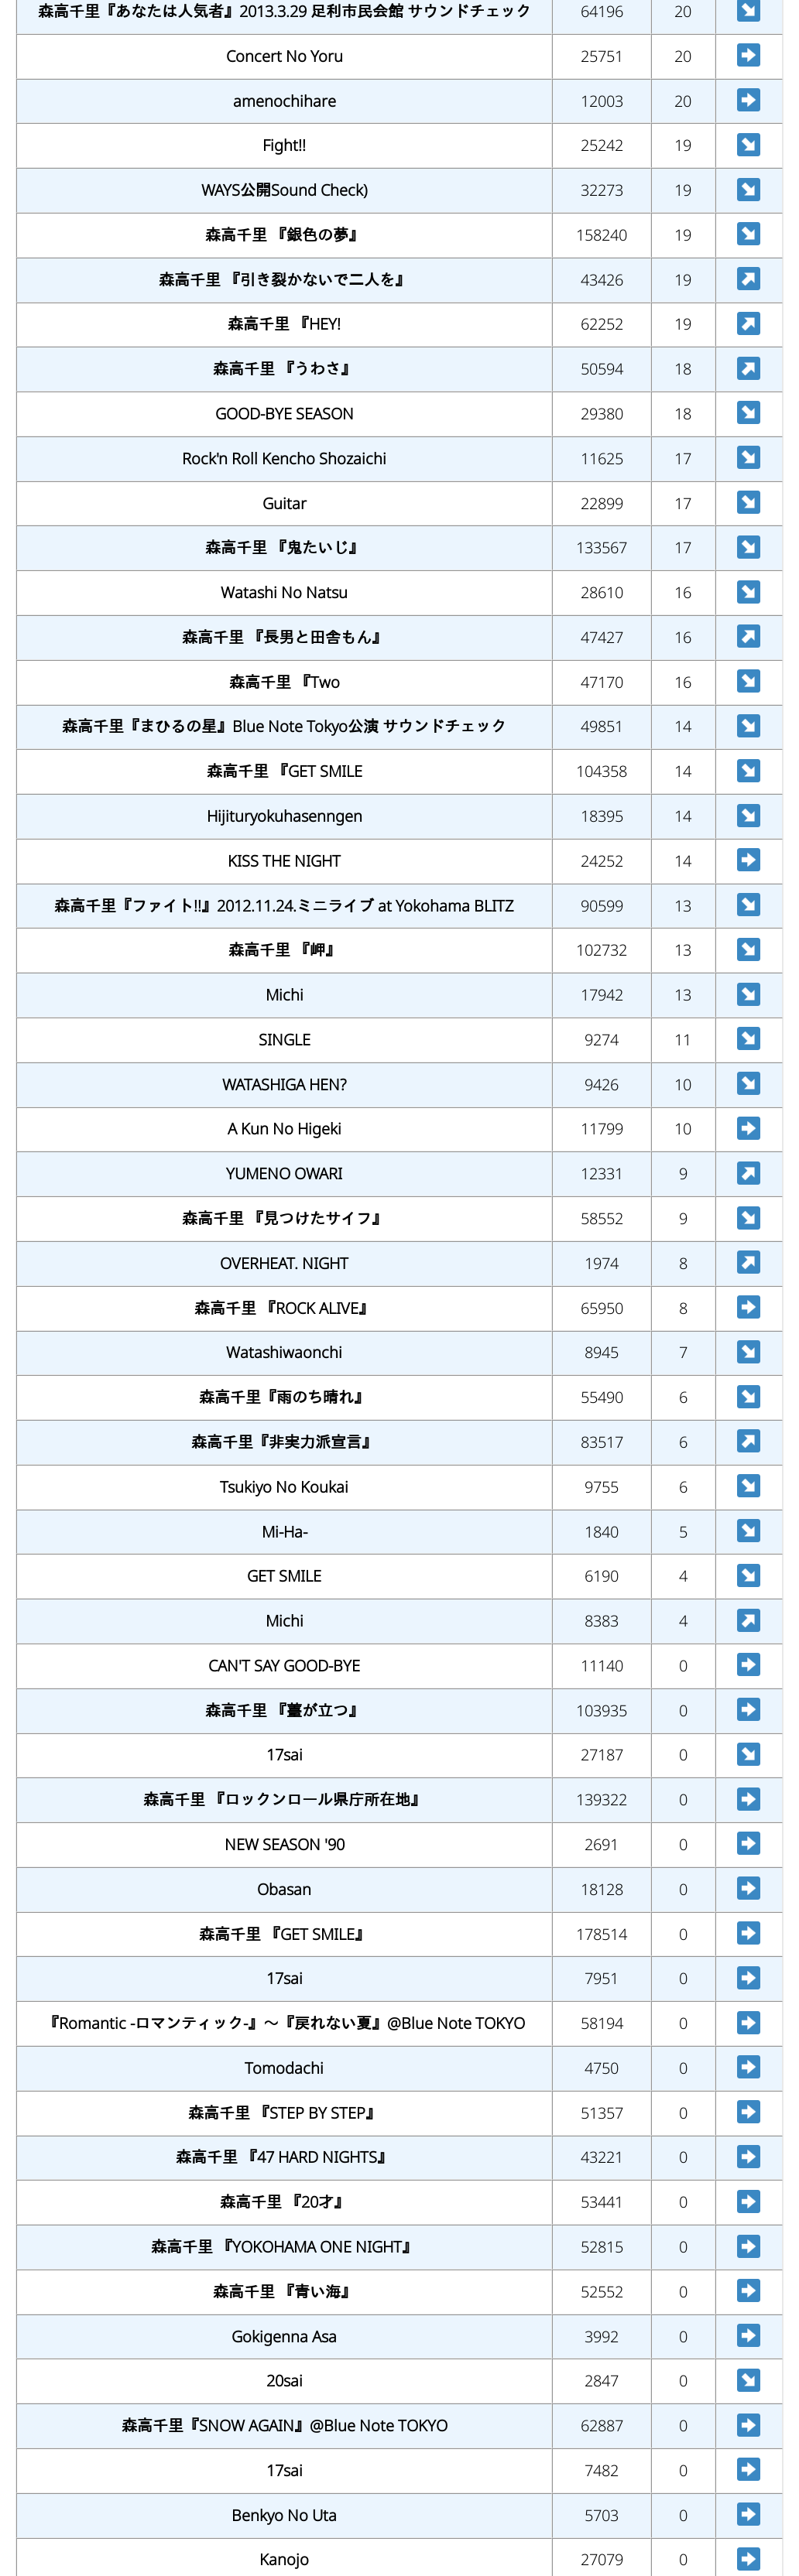 森高千里『あなたは人気者』2013.3.29 足利市民会館 サウンドチェック 64196 20 ↘
Concert No Yoru 25751 20 ➡
amenochihare 12003 20 ➡
Fight!! 25242 19 ↘
WAYS公開Sound Check) 32273 19 ↘
森高千里 『銀色の夢』 158240 19 ↘
森高千里 『引き裂かないで二人を』 43426 19 ↗
森高千里 『HEY! 62252 19 ↗
森高千里 『うわさ』 50594 18 ↗
GOOD-BYE SEASON 29380 18 ↘
Rock'n Roll Kencho Shozaichi 11625 17 ↘
Guitar 22899 17 ↘
森高千里 『鬼たいじ』 133567 17 ↘
Watashi No Natsu 28610 16 ↘
森高千里 『長男と田舎もん』 47427 16 ↗
森高千里 『Two 47170 16 ↘
森高千里『まひるの星』Blue Note Tokyo公演 サウンドチェック 49851 14 ↘
森高千里 『GET SMILE 104358 14 ↘
Hijituryokuhasenngen 18395 14 ↘
KISS THE NIGHT 24252 14 ➡
森高千里『ファイト!!』2012.11.24.ミニライブ at Yokohama BLITZ 90599 13 ↘
森高千里 『岬』 102732 13 ↘
Michi 17942 13 ↘
SINGLE 9274 11 ↘
WATASHIGA HEN? 9426 10 ↘
A Kun No Higeki 11799 10 ➡
YUMENO OWARI 12331 9 ↗
森高千里 『見つけたサイフ』 58552 9 ↘
OVERHEAT. NIGHT 1974 8 ↗
森高千里 『ROCK ALIVE』 65950 8 ➡
Watashiwaonchi 8945 7 ↘
森高千里『雨のち晴れ』 55490 6 ↘
森高千里『非実力派宣言』 83517 6 ↗
Tsukiyo No Koukai 9755 6 ↘
Mi-Ha- 1840 5 ↘
GET SMILE 6190 4 ↘
Michi 8383 4 ↗
CAN'T SAY GOOD-BYE 11140 0 ➡
森高千里 『薹が立つ』 103935 0 ➡
17sai 27187 0 ↘
森高千里 『ロックンロール県庁所在地』 139322 0 ➡
NEW SEASON '90 2691 0 ➡
Obasan 18128 0 ➡
森高千里 『GET SMILE』 178514 0 ➡
17sai 7951 0 ➡
『Romantic -ロマンティック-』～『戻れない夏』@Blue Note TOKYO 58194 0 ➡
Tomodachi 4750 0 ➡
森高千里 『STEP BY STEP』 51357 0 ➡
森高千里 『47 HARD NIGHTS』 43221 0 ➡
森高千里 『20才』 53441 0 ➡
森高千里 『YOKOHAMA ONE NIGHT』 52815 0 ➡
森高千里 『青い海』 52552 0 ➡
Gokigenna Asa 3992 0 ➡
20sai 2847 0 ↘
森高千里『SNOW AGAIN』@Blue Note TOKYO 62887 0 ➡
17sai 7482 0 ➡
Benkyo No Uta 5703 0 ➡
Kanojo 27079 0 ➡